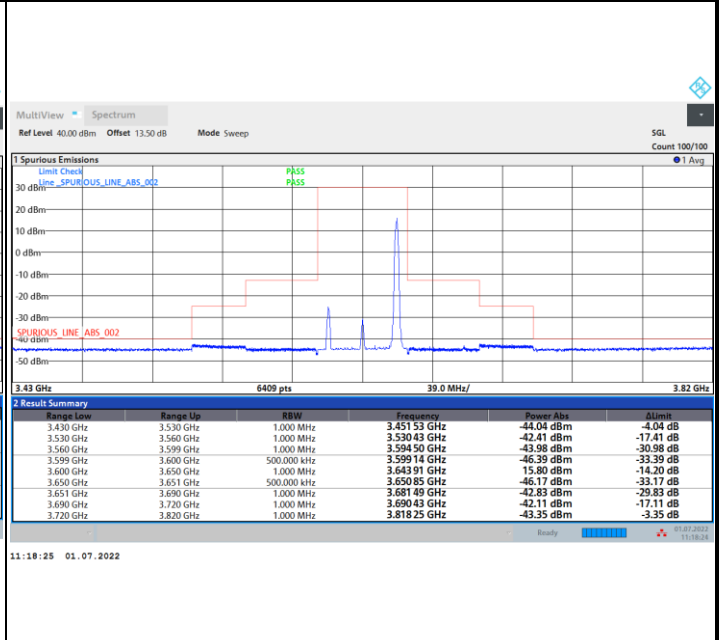 MultiView Spectrum
Ref Level 40.00 dBm Offset 13.50 dB Mode Sweep SGL
Count 100/100
1 Spurious Emissions 1 Avg
Limit Check PASS
Line _SPURIOUS_LINE_ABS_002 PASS
30 dBm
20 dBm
10 dBm
0 dBm
-10 dBm
-20 dBm
-30 dBm
_SPURIOUS_LINE_ABS_002
-40 dBm
-50 dBm
3.43 GHz 6409 pts 39.0 MHz/ 3.82 GHz
2 Result Summary
Range Low Range Up RBW Frequency Power Abs ΔLimit
3.430 GHz 3.530 GHz 1.000 MHz 3.451 53 GHz -44.04 dBm -4.04 dB
3.530 GHz 3.560 GHz 1.000 MHz 3.530 43 GHz -42.41 dBm -17.41 dB
3.560 GHz 3.599 GHz 1.000 MHz 3.594 50 GHz -43.98 dBm -30.98 dB
3.599 GHz 3.600 GHz 500.000 kHz 3.599 14 GHz -46.39 dBm -33.39 dB
3.600 GHz 3.650 GHz 1.000 MHz 3.643 91 GHz 15.80 dBm -14.20 dB
3.650 GHz 3.651 GHz 500.000 kHz 3.650 85 GHz -46.17 dBm -33.17 dB
3.651 GHz 3.690 GHz 1.000 MHz 3.681 49 GHz -42.83 dBm -29.83 dB
3.690 GHz 3.720 GHz 1.000 MHz 3.690 43 GHz -42.11 dBm -17.11 dB
3.720 GHz 3.820 GHz 1.000 MHz 3.818 25 GHz -43.35 dBm -3.35 dB
Ready 01.07.2022
11:18:24
11:18:25 01.07.2022